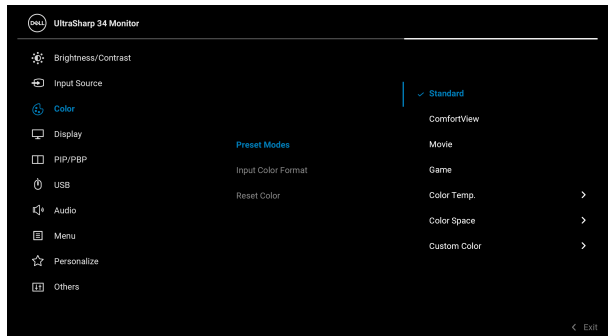 DELL UltraSharp 34 Monitor
Brightness/Contrast
Input Source
Color
Display
PIP/PBP
USB
Audio
Menu
Personalize
Others
Preset Modes
Input Color Format
Reset Color
Standard
ComfortView
Movie
Game
Color Temp.
Color Space
Custom Color
Exit